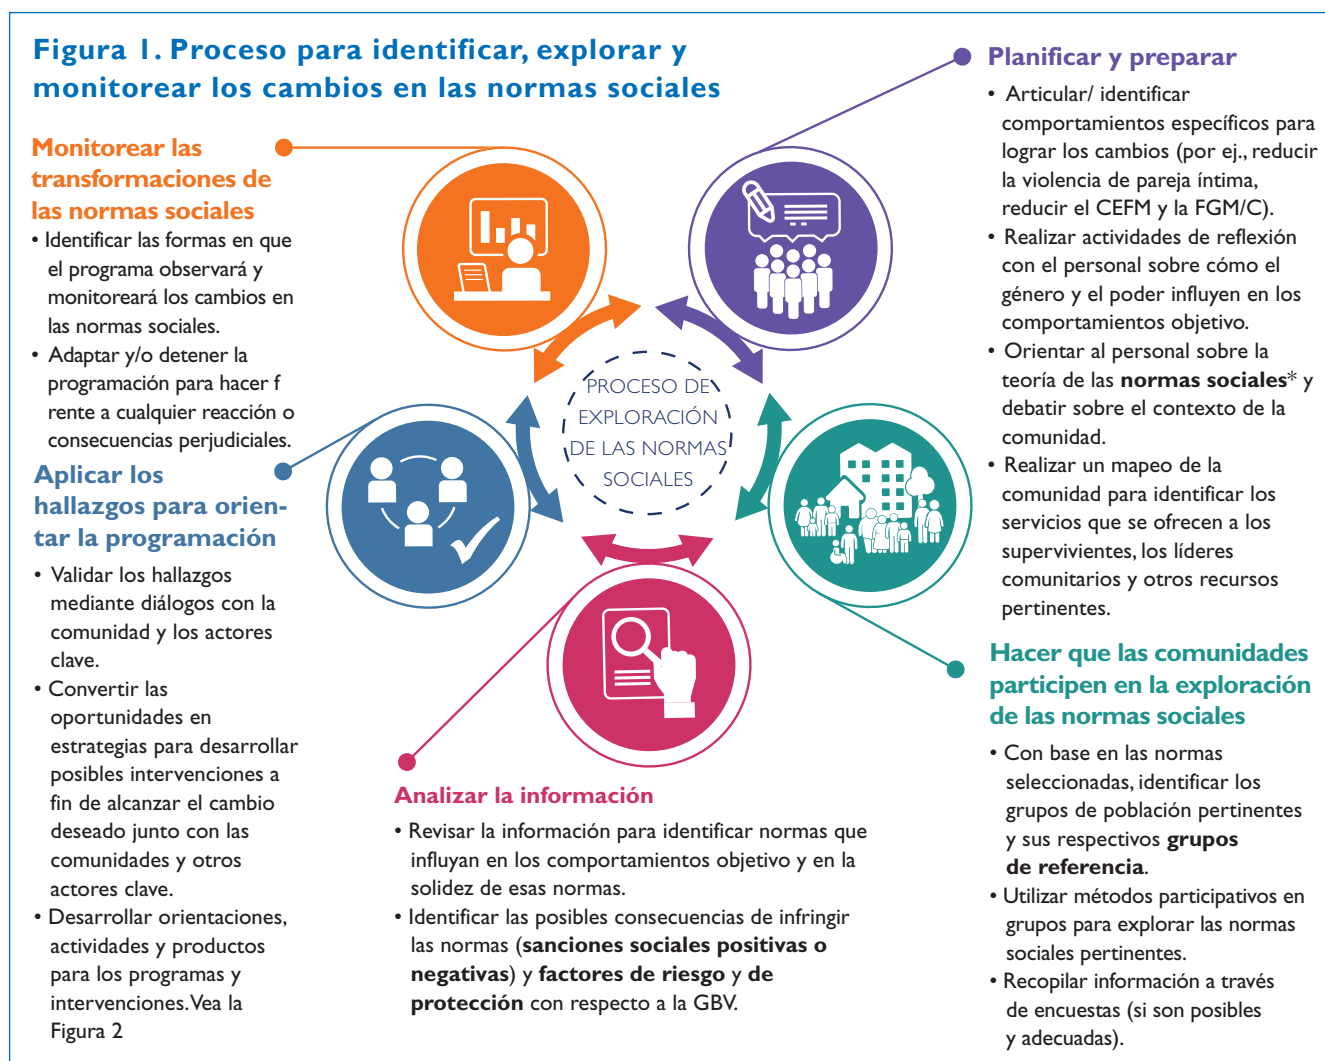 Figura 1. Proceso para identificar, explorar y
monitorear los cambios en las normas sociales
Monitorear las
transformaciones de
las normas sociales
• Identificar las formas en que
el programa observará y
monitoreará los cambios en
las normas sociales.
• Adaptar y/o detener la
programación para hacer f
rente a cualquier reacción o
consecuencias perjudiciales.
Aplicar los
hallazgos para orien-
tar la programación
• Validar los hallazgos
mediante diálogos con la
comunidad y los actores
clave.
• Convertir las
oportunidades en
estrategias para desarrollar
posibles intervenciones a
fin de alcanzar el cambio
deseado junto con las
comunidades y otros
actores clave.
• Desarrollar orientaciones,
actividades y productos
para los programas y
intervenciones. Vea la
Figura 2
PROCESO DE
EXPLORACIÓN
DE LAS NORMAS
SOCIALES
Analizar la información
• Revisar la información para identificar normas que
influyan en los comportamientos objetivo y en la
solidez de esas normas.
• Identificar las posibles consecuencias de infringir
las normas (sanciones sociales positivas o
negativas) y factores de riesgo y de
protección con respecto a la GBV.
Planificar y preparar
• Articular/ identificar
comportamientos específicos para
lograr los cambios (por ej., reducir
la violencia de pareja íntima,
reducir el CEFM y la FGM/C).
• Realizar actividades de reflexión
con el personal sobre cómo el
género y el poder influyen en los
comportamientos objetivo.
• Orientar al personal sobre la
teoría de las normas sociales* y
debatir sobre el contexto de la
comunidad.
• Realizar un mapeo de la
comunidad para identificar los
servicios que se ofrecen a los
supervivientes, los líderes
comunitarios y otros recursos
pertinentes.
Hacer que las comunidades
participen en la exploración
de las normas sociales
• Con base en las normas
seleccionadas, identificar los
grupos de población pertinentes
y sus respectivos grupos
de referencia.
• Utilizar métodos participativos en
grupos para explorar las normas
sociales pertinentes.
• Recopilar información a través
de encuestas (si son posibles
y adecuadas).